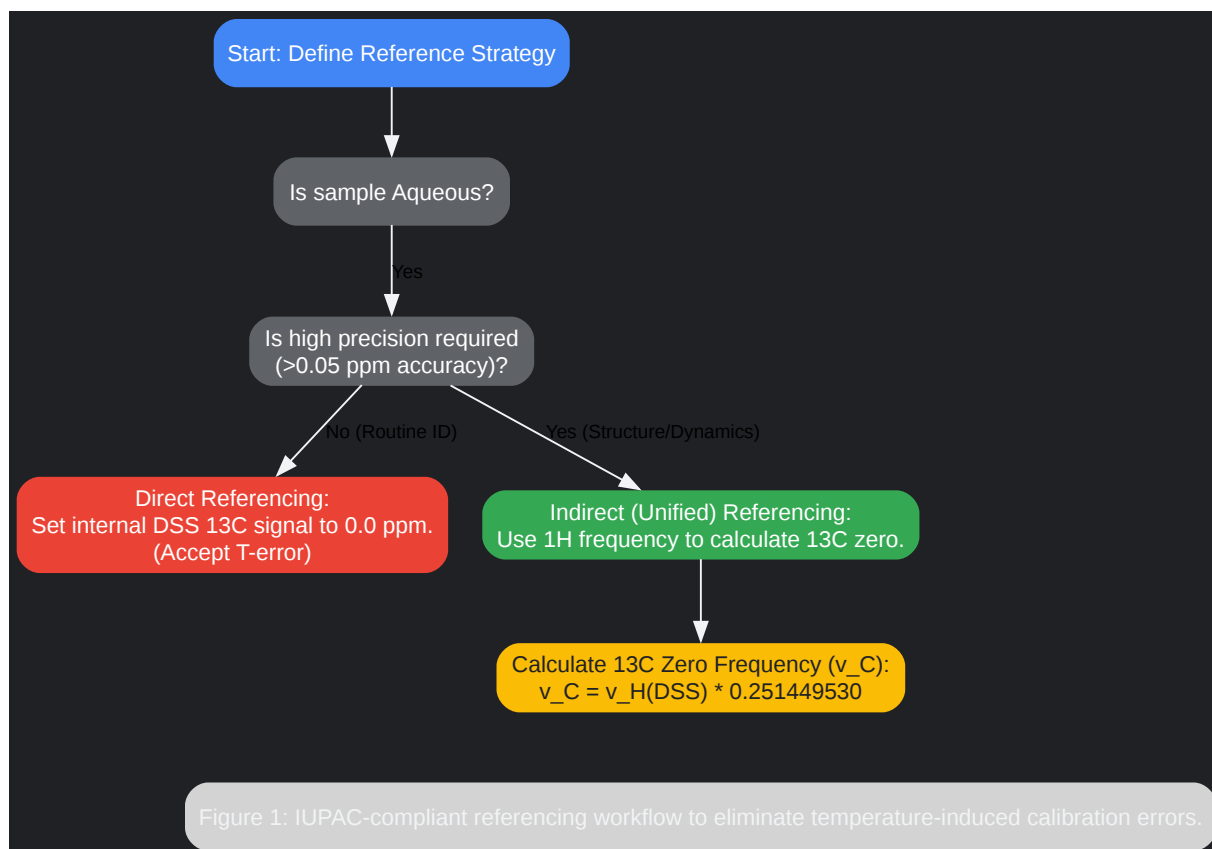 Start: Define Reference Strategy
Is sample Aqueous?
Yes
Is high precision required
(>0.05 ppm accuracy)?
No (Routine ID)
Yes (Structure/Dynamics)
Direct Referencing:
Set internal DSS 13C signal to 0.0 ppm.
(Accept T-error)
Indirect (Unified) Referencing:
Use 1H frequency to calculate 13C zero.
Calculate 13C Zero Frequency (v_C):
v_C = v_H(DSS) * 0.251449530
Figure 1: IUPAC-compliant referencing workflow to eliminate temperature-induced calibration errors.